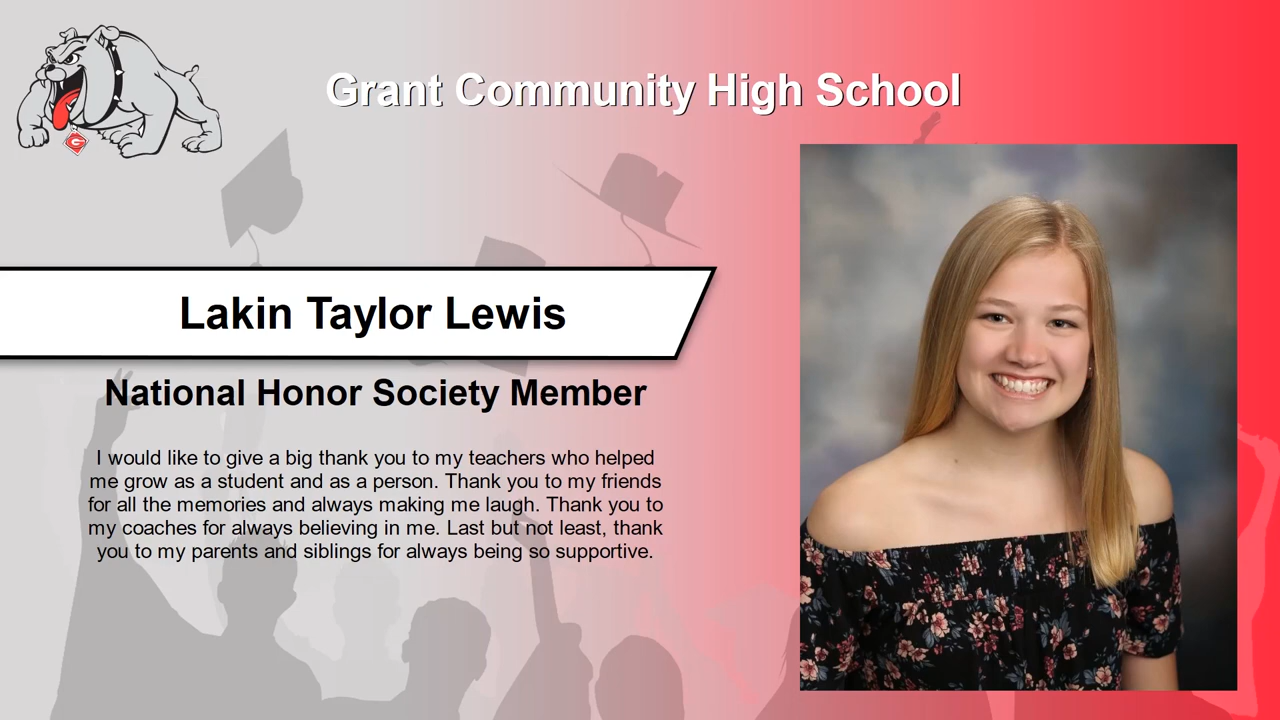 Grant Community High School
G
Lakin Taylor Lewis
National Honor Society Member
I would like to give a big thank you to my teachers who helped
me grow as a student and as a person. Thank you to my friends
for all the memories and always making me laugh. Thank you to
my coaches for always believing in me. Last but not least, thank
you to my parents and siblings for always being so supportive.